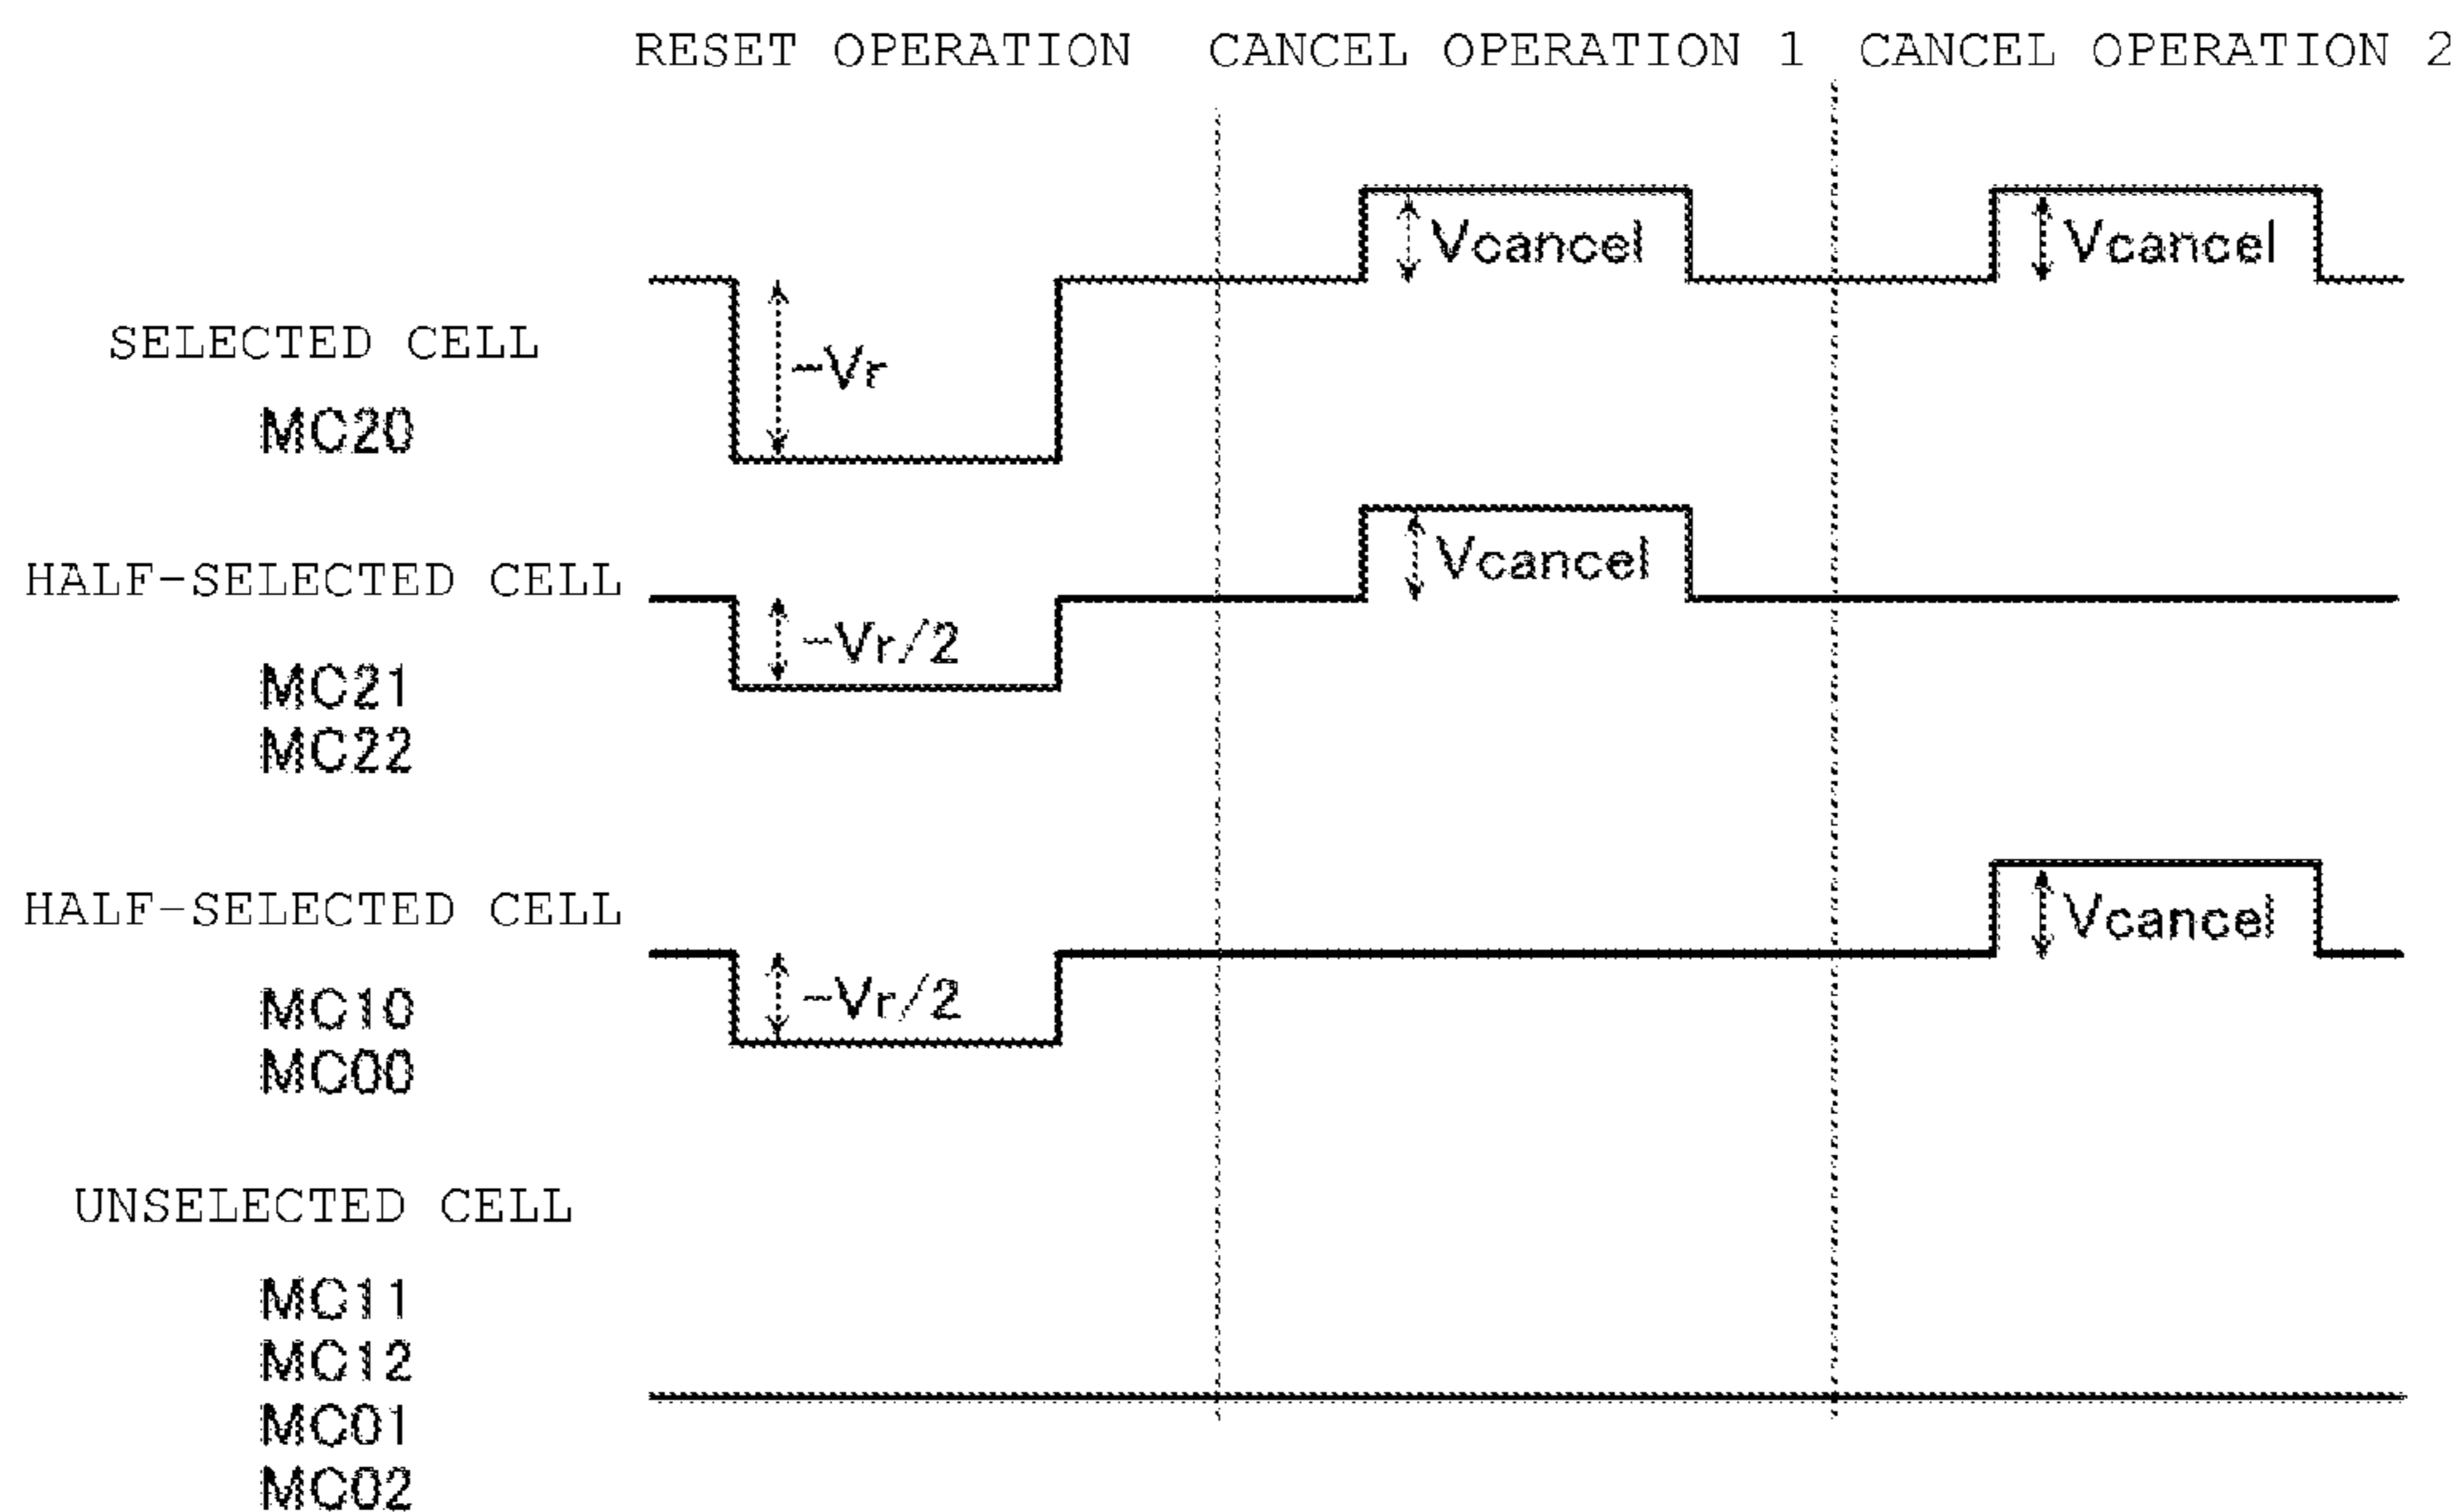 RESET OPERATION CANCEL OPERATION 1 CANCEL OPERATION 2
Vcancel Vcancel
SELECTED CELL
-Vr
MC20
Vcancel
HALF-SELECTED CELL
-Vr/2
MC21
MC22
HALF-SELECTED CELL
Vcancel
-Vr/2
MC10
MC00
UNSELECTED CELL
MC11
MC12
MC01
MC02